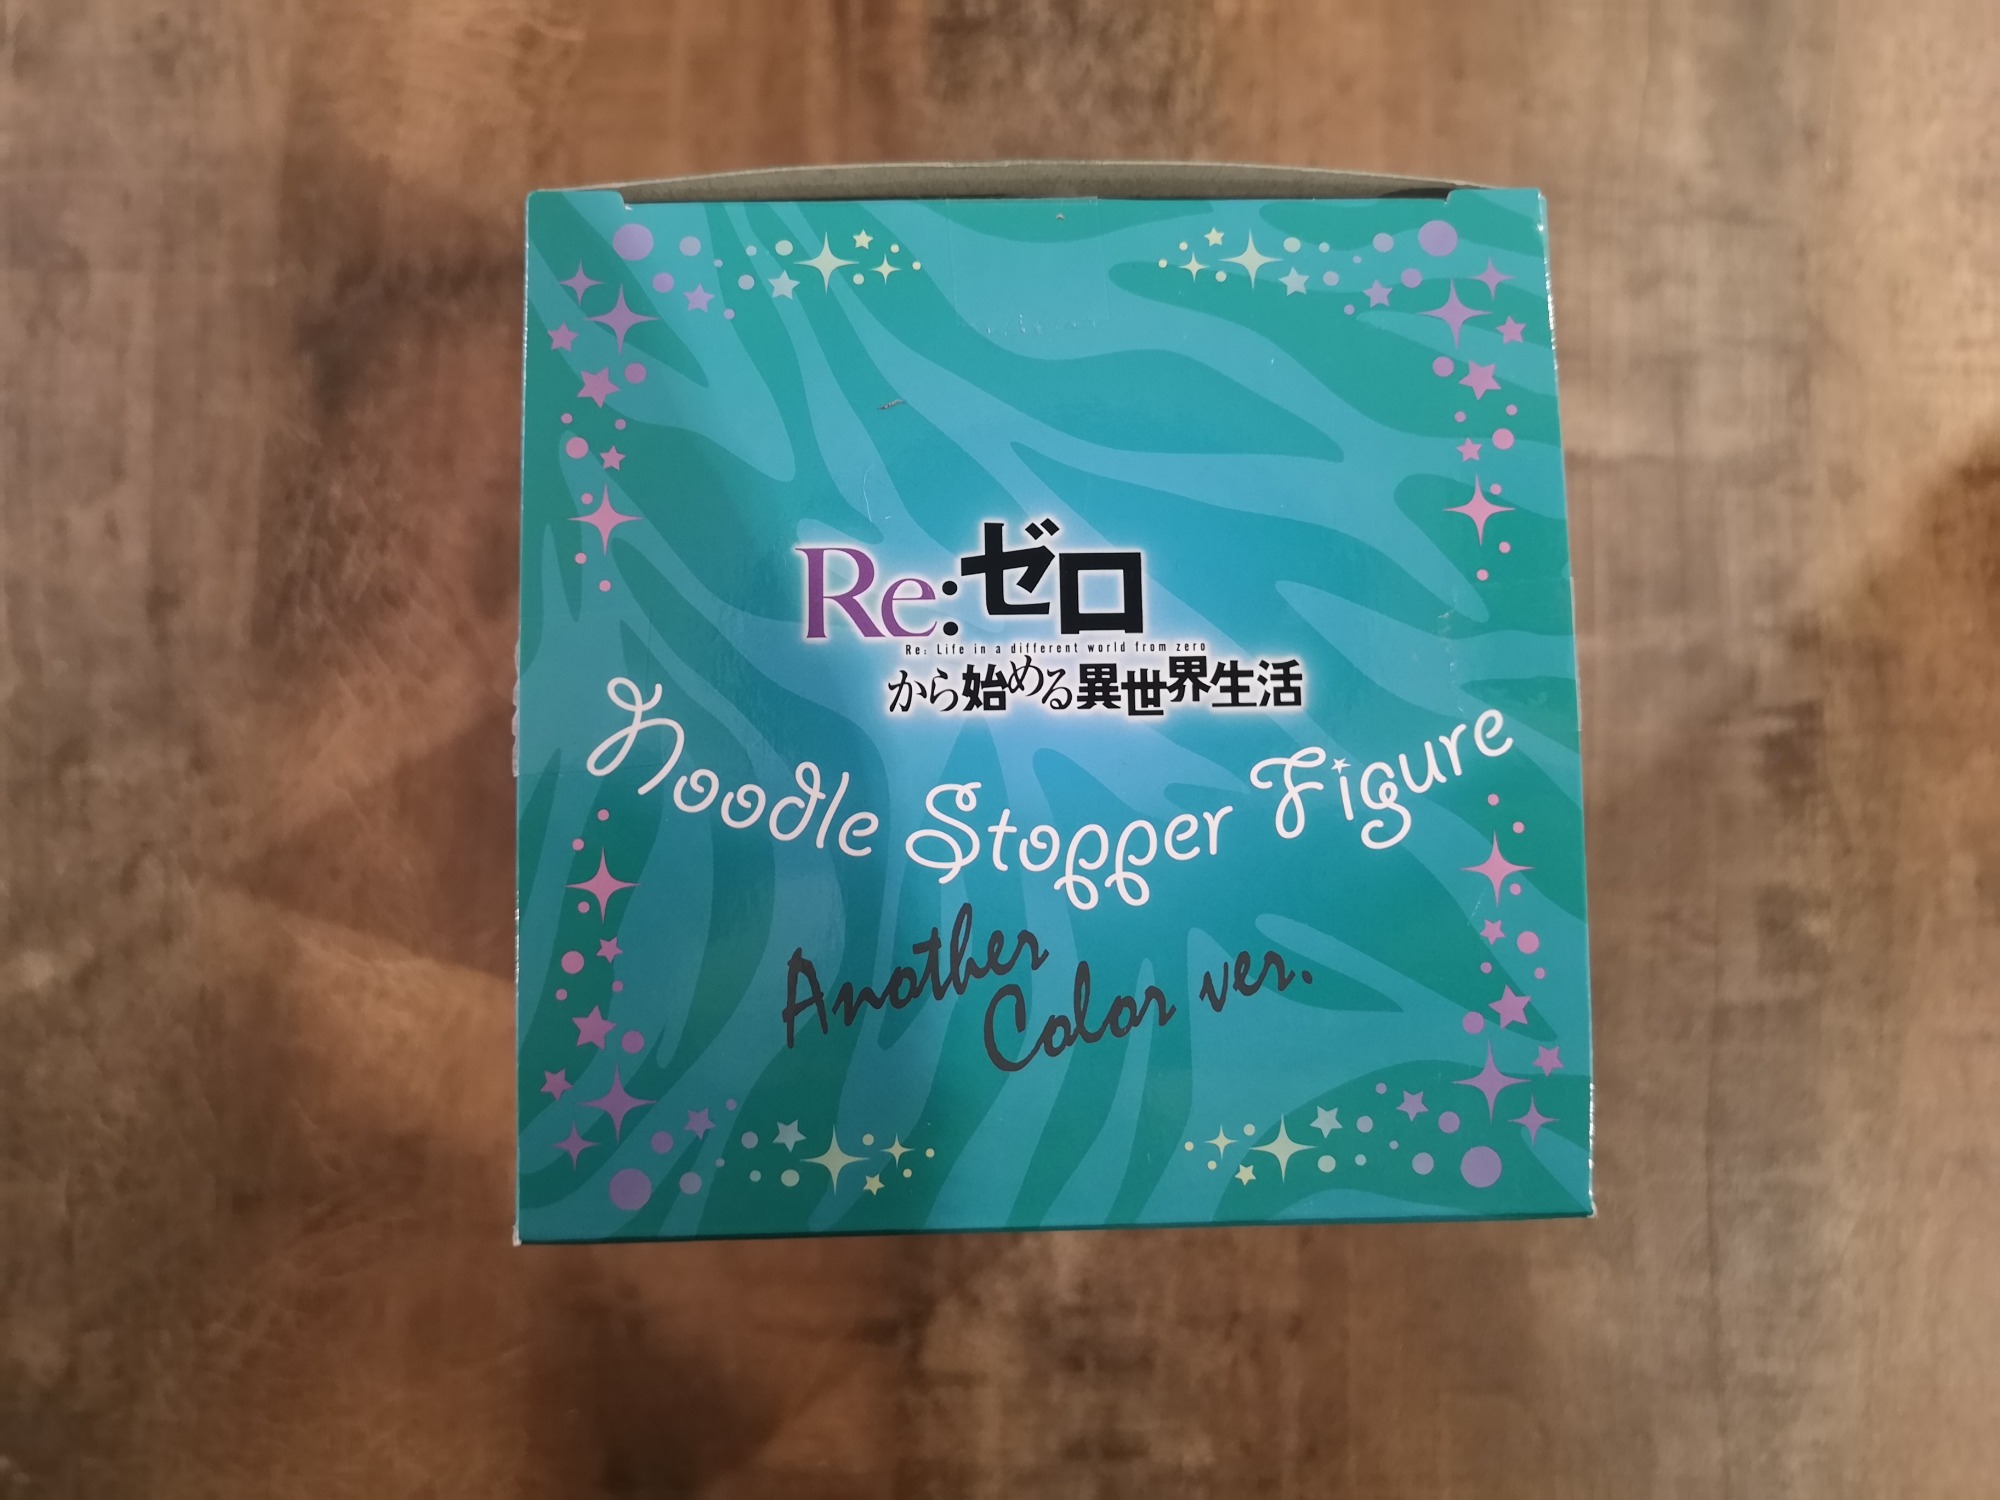 Re:ゼロ
Re: Life in a different world from zero
から始める異世界生活
Noodle Stopper Figure
Another
Color ver.